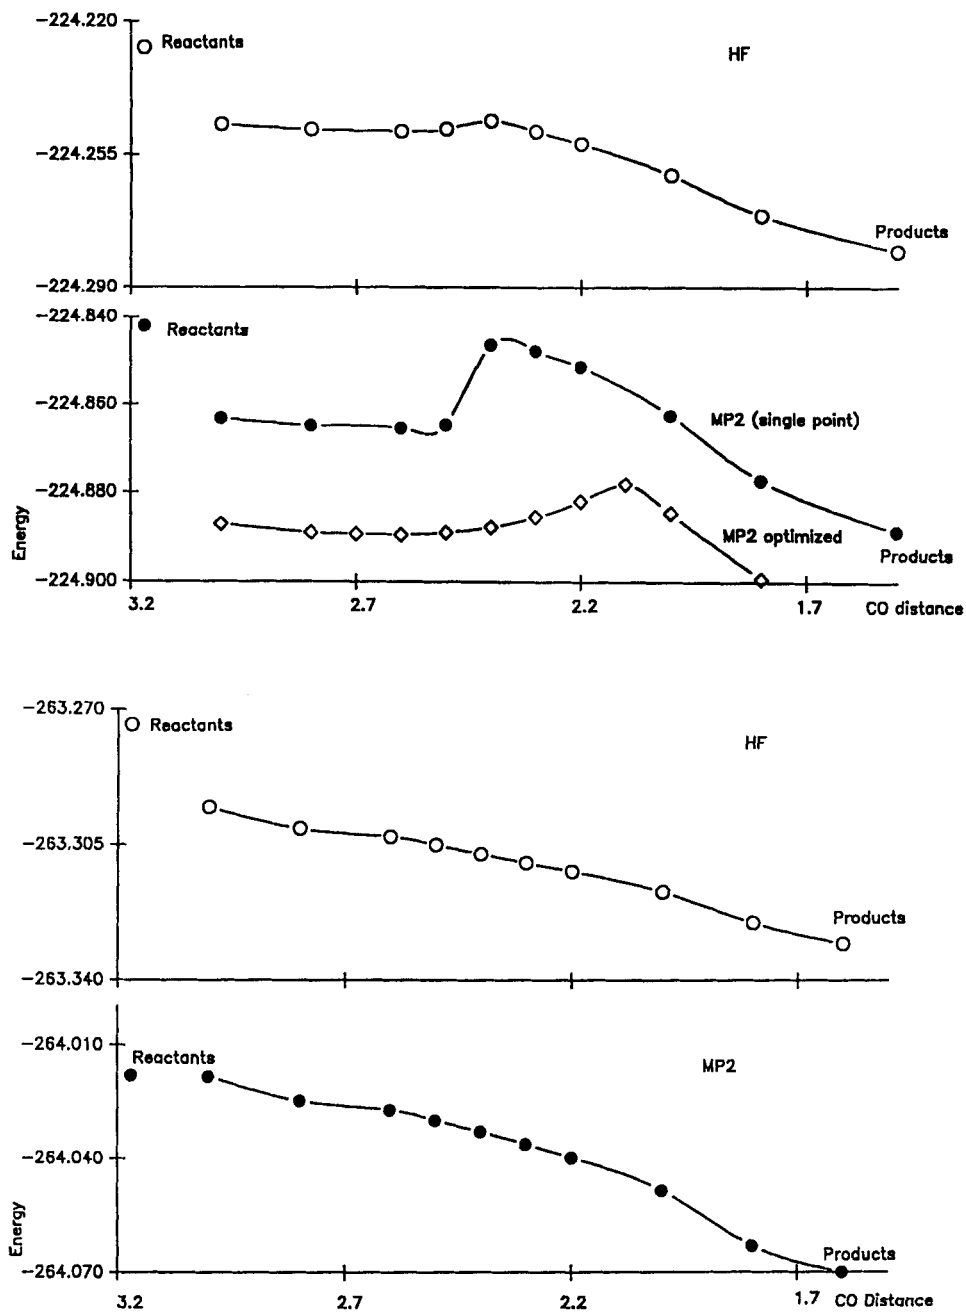 -224.220
Reactants
HF
-224.255
Products
-224.290
-224.840
Reactants
-224.850
MP2 (single point)
-224.880
MP2 optimized
Products
-224.900
Energy
3.2
2.7
2.2
1.7
CO distance
-263.270
Reactants
HF
-263.305
Products
-263.340
-264.010
Reactants
MP2
-264.040
Products
-264.070
Energy
3.2
2.7
2.2
1.7
CO Distance